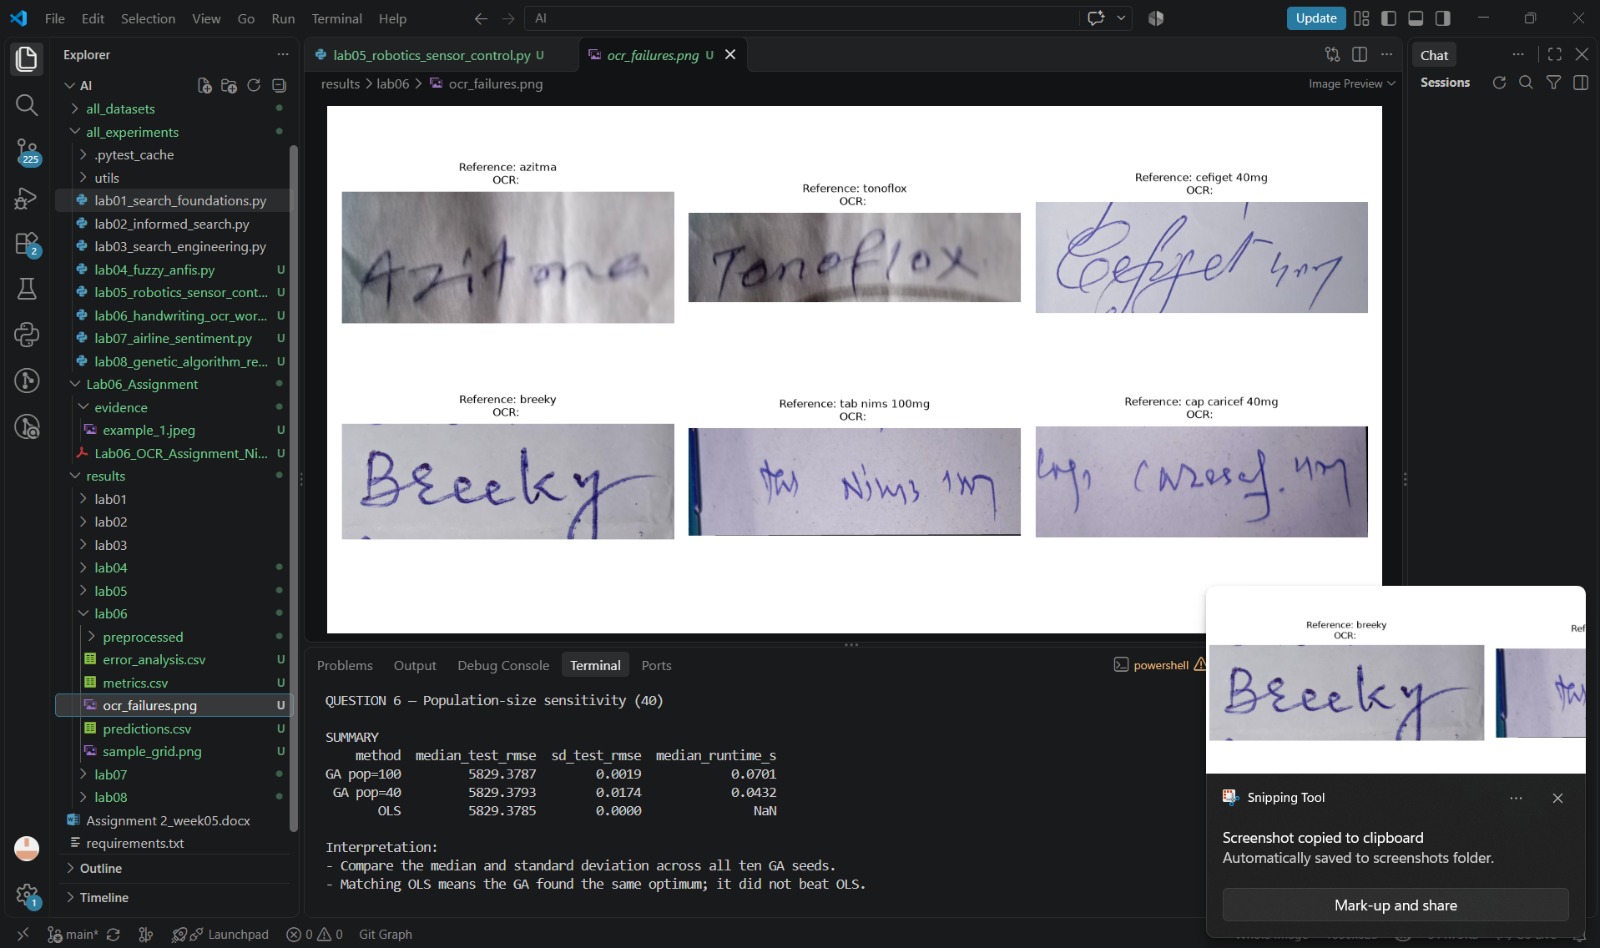 File Edit Selection View Go Run Terminal Help
AI
Update
Explorer
AI
all_datasets
all_experiments
.pytest_cache
utils
lab01_search_foundations.py
lab02_informed_search.py
lab03_search_engineering.py
lab04_fuzzy_anfis.py U
lab05_robotics_sensor_cont... U
lab06_handwriting_ocr_wor... U
lab07_airline_sentiment.py U
lab08_genetic_algorithm_re... U
Lab06_Assignment
evidence
example_1.jpeg U
Lab06_OCR_Assignment_Ni... U
results
lab01
lab02
lab03
lab04
lab05
lab06
preprocessed
error_analysis.csv U
metrics.csv U
ocr_failures.png U
predictions.csv U
sample_grid.png U
lab07
lab08
Assignment 2_week05.docx
requirements.txt
Outline
Timeline
225
2
1
lab05_robotics_sensor_control.py U
ocr_failures.png U
results > lab06 > ocr_failures.png
Image Preview
Reference: azitma
OCR:
Azitma
Reference: tonoflox
OCR:
Tonoflox
Reference: cefiget 40mg
OCR:
Cefiget
Reference: breeky
OCR:
Breeky
Reference: tab nims 100mg
OCR:
Nims
Reference: cap caricef 40mg
OCR:
Problems Output Debug Console Terminal Ports
powershell
QUESTION 6 — Population-size sensitivity (40)
SUMMARY
method median_test_rmse sd_test_rmse median_runtime_s
GA pop=100 5829.3787 0.0019 0.0701
GA pop=40 5829.3793 0.0174 0.0432
OLS 5829.3785 0.0000 NaN
Interpretation:
- Compare the median and standard deviation across all ten GA seeds.
- Matching OLS means the GA found the same optimum; it did not beat OLS.
Chat
Sessions
Reference: breeky
OCR:
Ref
Breeky
Snipping Tool
Screenshot copied to clipboard
Automatically saved to screenshots folder.
Mark-up and share
main* Launchpad 0 0 Git Graph